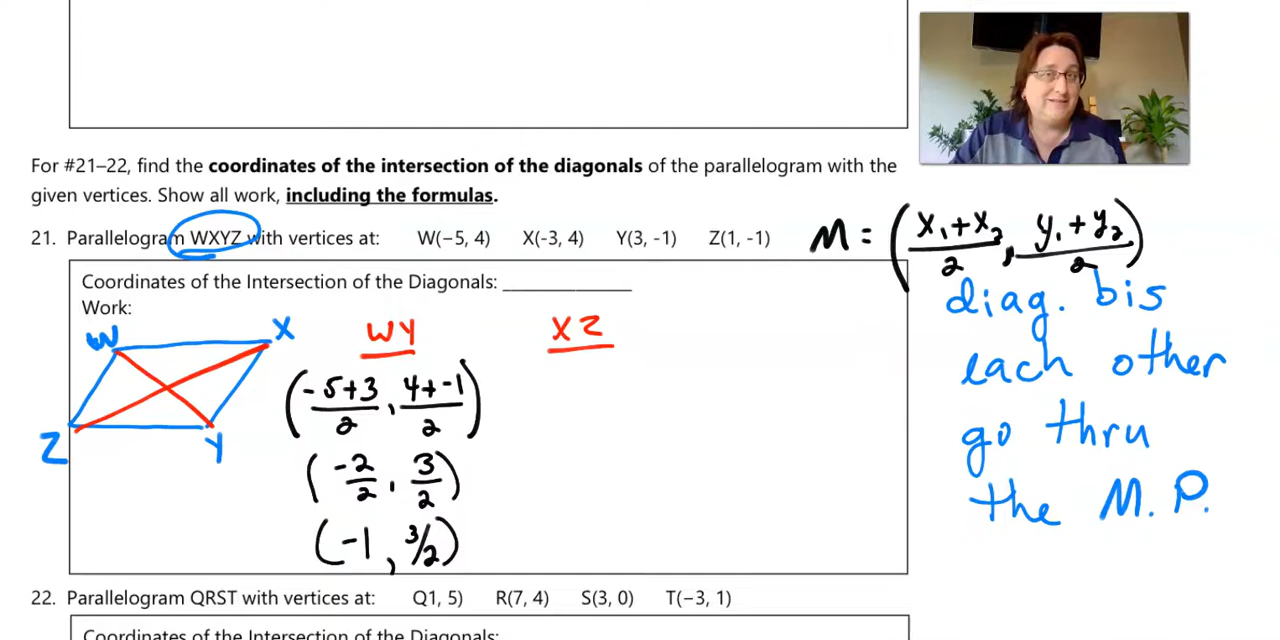 For #21–22, find the coordinates of the intersection of the diagonals of the parallelogram with the
given vertices. Show all work, including the formulas.
21. Parallelogram WXYZ with vertices at: W(−5, 4) X(-3, 4) Y(3, -1) Z(1, -1)
M = (x₁+x₂/2, y₁+y₂/2)
Coordinates of the Intersection of the Diagonals: ______________
Work:
W X
Z Y
WY
(-5+3/2, 4+-1/2)
(-2/2, 3/2)
(-1, 3/2)
XZ
diag. bis
each other
go thru
the M.P.
22. Parallelogram QRST with vertices at: Q1, 5) R(7, 4) S(3, 0) T(−3, 1)
Coordinates of the Intersection of the Diagonals: